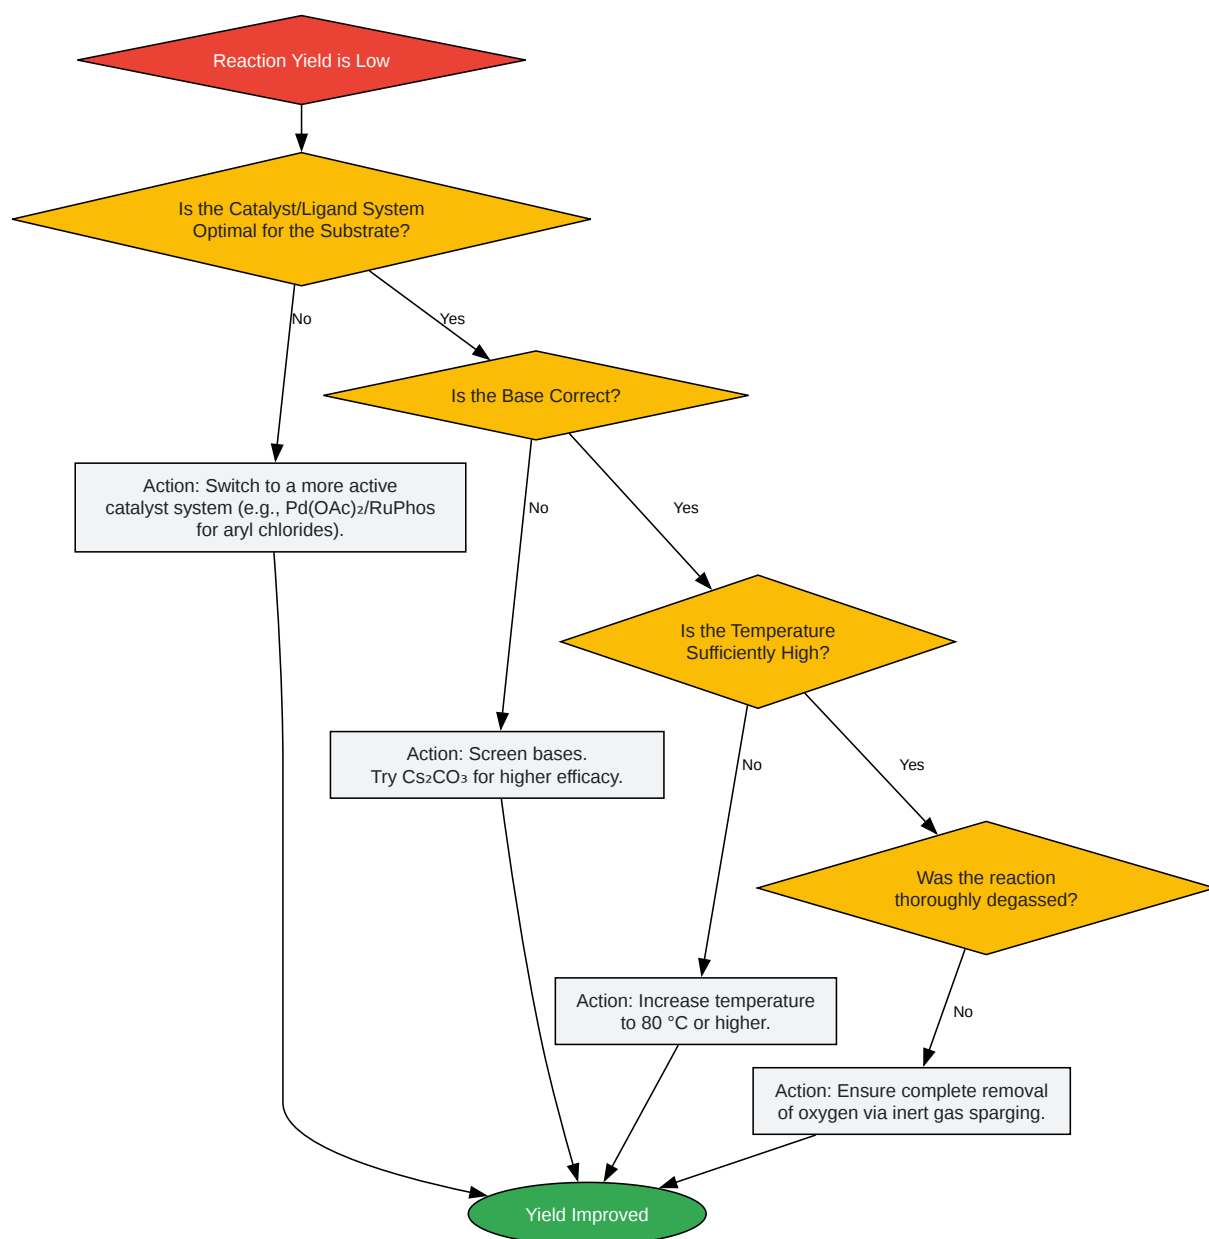 Reaction Yield is Low
Is the Catalyst/Ligand System
Optimal for the Substrate?
No
Yes
Is the Base Correct?
Action: Switch to a more active
catalyst system (e.g., Pd(OAc)₂/RuPhos
for aryl chlorides).
No
Yes
Is the Temperature
Sufficiently High?
Action: Screen bases.
Try Cs₂CO₃ for higher efficacy.
No
Yes
Was the reaction
thoroughly degassed?
Action: Increase temperature
to 80 °C or higher.
No
Action: Ensure complete removal
of oxygen via inert gas sparging.
Yield Improved